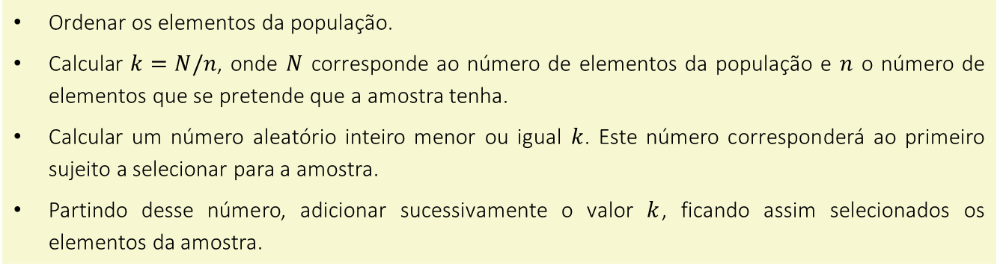 • Ordenar os elementos da população.
• Calcular k = N/n, onde N corresponde ao número de elementos da população e n o número de
elementos que se pretende que a amostra tenha.
• Calcular um número aleatório inteiro menor ou igual k. Este número corresponderá ao primeiro
sujeito a selecionar para a amostra.
• Partindo desse número, adicionar sucessivamente o valor k, ficando assim selecionados os
elementos da amostra.